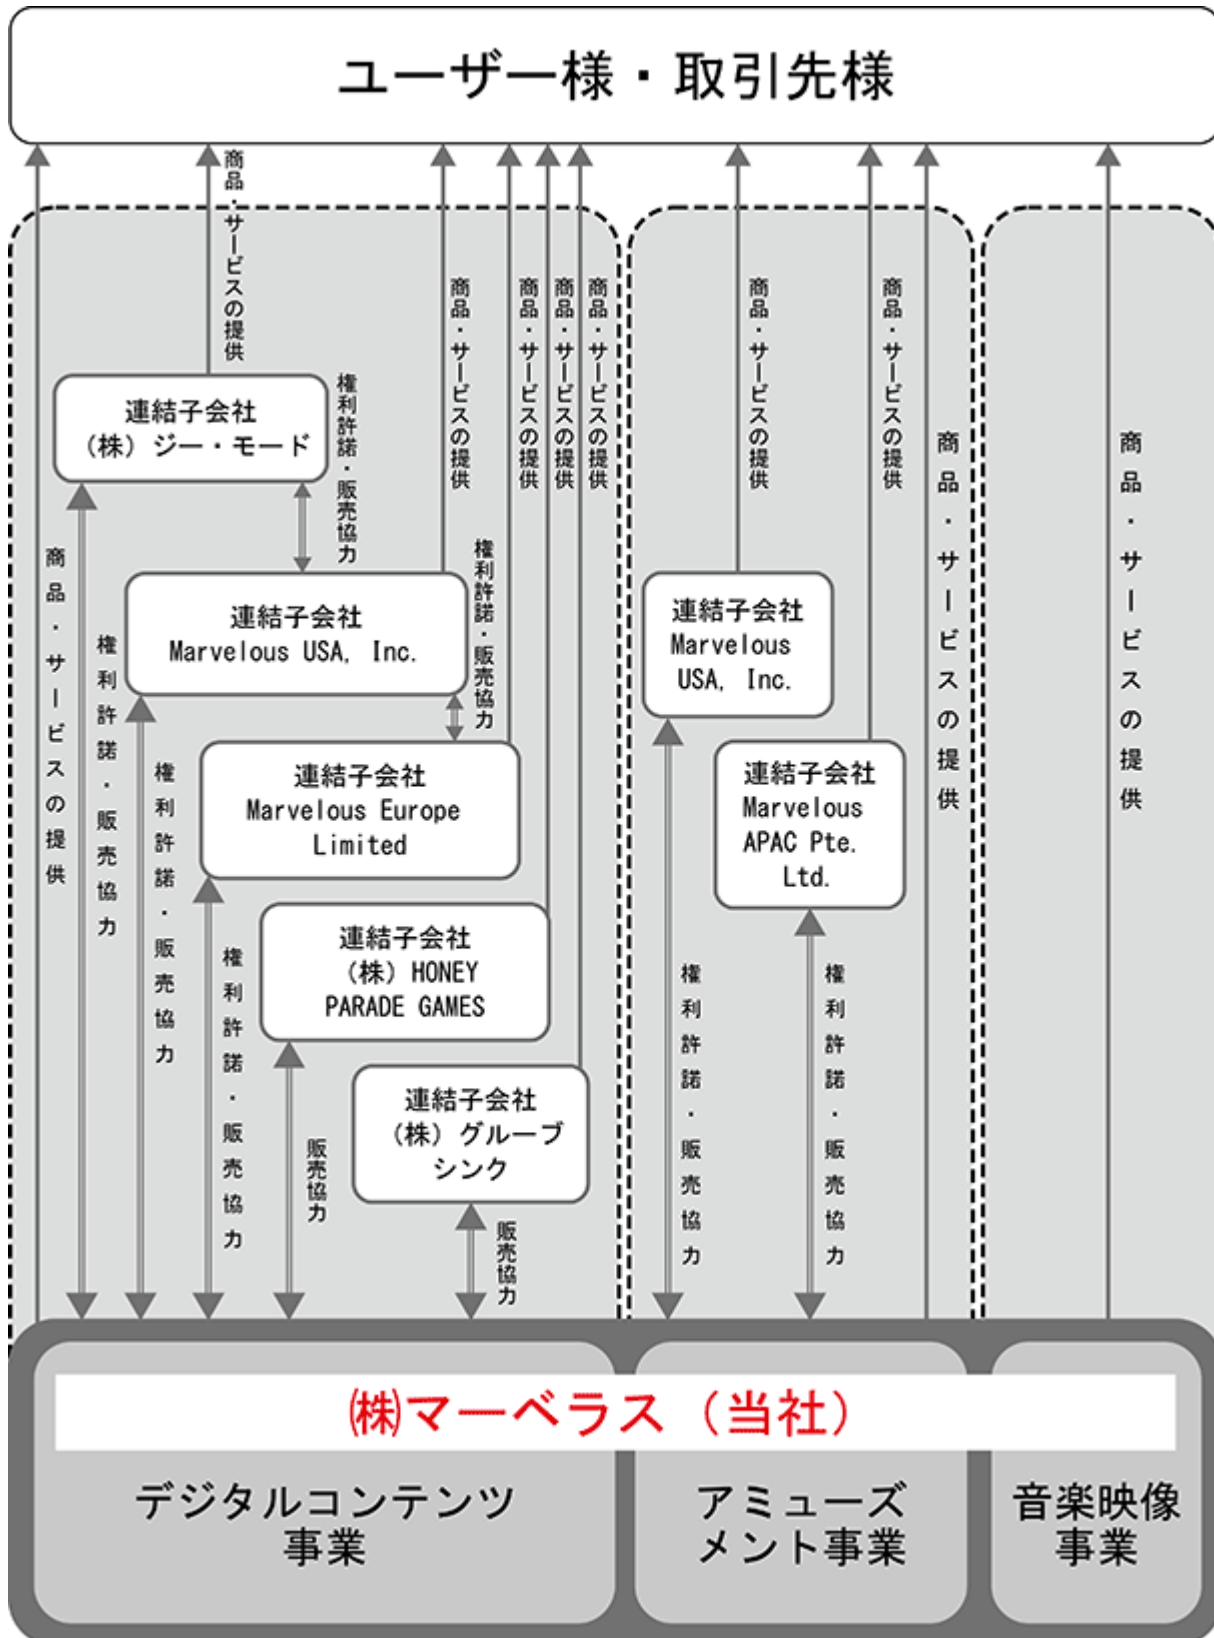 ユーザー様・取引先様
商品・サービスの提供
商品・サービスの提供
商品・サービスの提供
商品・サービスの提供
商品・サービスの提供
商品・サービスの提供
商品・サービスの提供
連結子会社
（株）ジー・モード
権利許諾・販売協力
商品・サービスの提供
商品・サービスの提供
商品・サービスの提供
権利許諾・販売協力
連結子会社
Marvelous USA, Inc.
権利許諾・販売協力
連結子会社
Marvelous
USA, Inc.
権利許諾・販売協力
連結子会社
Marvelous Europe
Limited
連結子会社
Marvelous
APAC Pte.
Ltd.
権利許諾・販売協力
連結子会社
（株）HONEY
PARADE GAMES
権利許諾・販売協力
権利許諾・販売協力
連結子会社
（株）グルーブ
シンク
販売協力
販売協力
㈱マーベラス（当社）
デジタルコンテンツ
事業
アミューズ
メント事業
音楽映像
事業